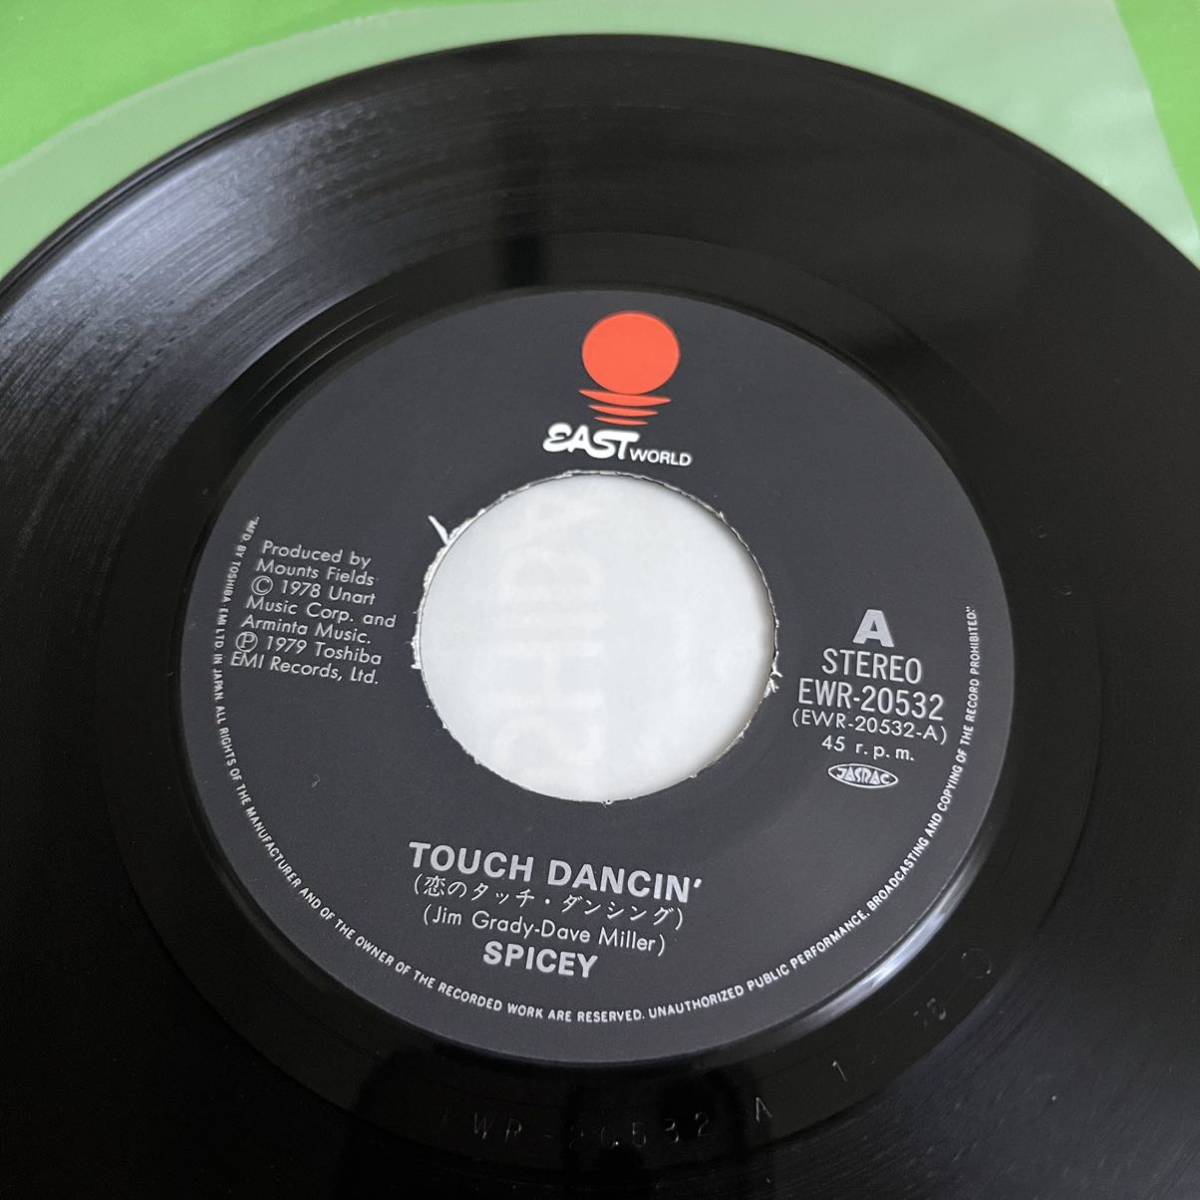 EAST WORLD
Produced by
Mounts Fields
© 1978 Unart
Music Corp. and
Arminta Music.
℗ 1979 Toshiba
EMI Records, Ltd.
A
STEREO
EWR-20532
(EWR-20532-A)
45 r.p.m.
JASRAC
TOUCH DANCIN'
(恋のタッチ・ダンシング)
(Jim Grady-Dave Miller)
SPICEY
"MFD. BY TOSHIBA-EMI LTD. IN JAPAN. ALL RIGHTS OF THE MANUFACTURER AND OF THE OWNER OF THE RECORDED WORK ARE RESERVED. UNAUTHORIZED PUBLIC PERFORMANCE, BROADCASTING AND COPYING OF THE RECORD PROHIBITED."
EWR-20532 A 1